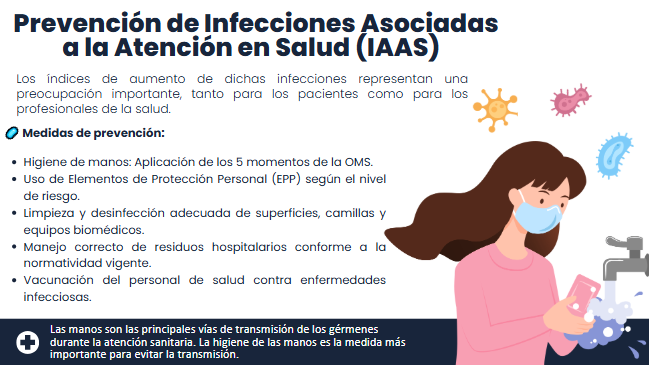 Prevención de Infecciones Asociadas
a la Atención en Salud (IAAS)
Los índices de aumento de dichas infecciones representan una
preocupación importante, tanto para los pacientes como para los
profesionales de la salud.
Medidas de prevención:
• Higiene de manos: Aplicación de los 5 momentos de la OMS.
• Uso de Elementos de Protección Personal (EPP) según el nivel
de riesgo.
• Limpieza y desinfección adecuada de superficies, camillas y
equipos biomédicos.
• Manejo correcto de residuos hospitalarios conforme a la
normatividad vigente.
• Vacunación del personal de salud contra enfermedades
infecciosas.
Las manos son las principales vías de transmisión de los gérmenes
durante la atención sanitaria. La higiene de las manos es la medida más
importante para evitar la transmisión.